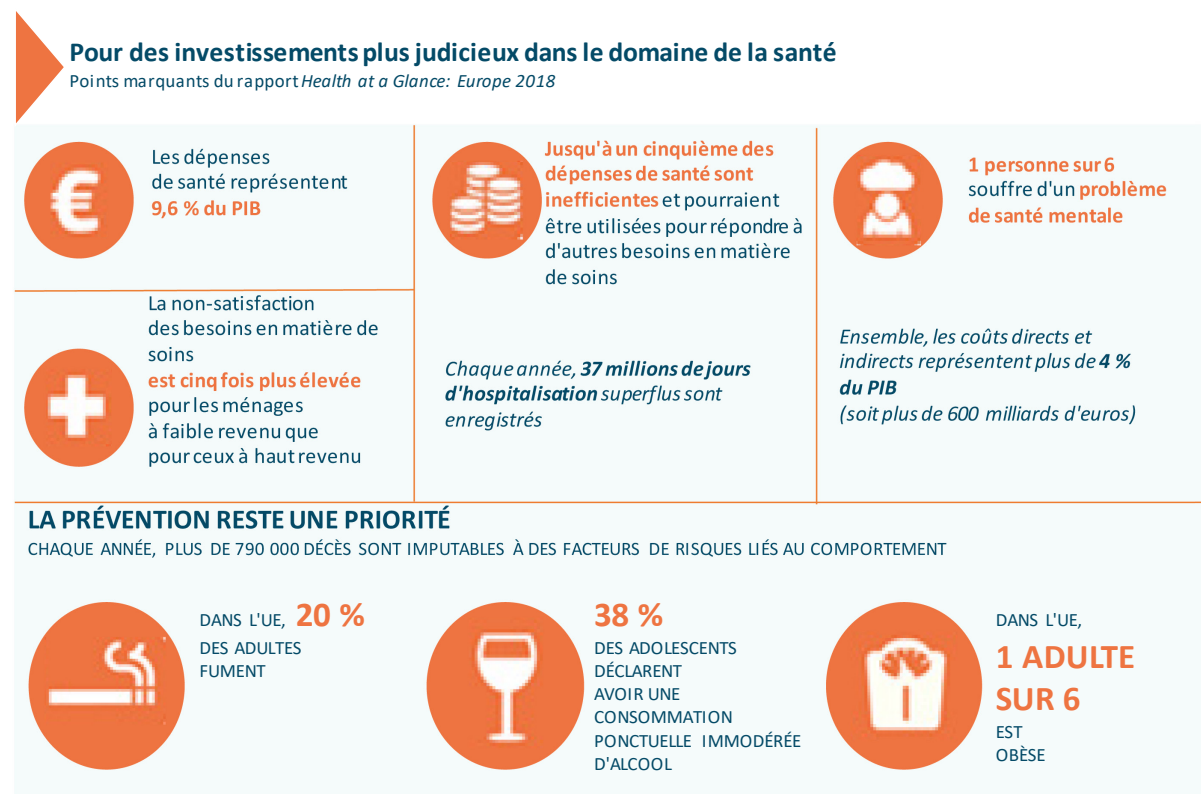 Pour des investissements plus judicieux dans le domaine de la santé
Points marquants du rapport Health at a Glance: Europe 2018
Les dépenses
de santé représentent
9,6 % du PIB
La non-satisfaction
des besoins en matière de
soins
est cinq fois plus élevée
pour les ménages
à faible revenu que
pour ceux à haut revenu
Jusqu'à un cinquième des
dépenses de santé sont
inefficientes et pourraient
être utilisées pour répondre à
d'autres besoins en matière
de soins
Chaque année, 37 millions de jours
d'hospitalisation superflus sont
enregistrés
1 personne sur 6
souffre d'un problème
de santé mentale
Ensemble, les coûts directs et
indirects représentent plus de 4 %
du PIB
(soit plus de 600 milliards d'euros)
LA PRÉVENTION RESTE UNE PRIORITÉ
CHAQUE ANNÉE, PLUS DE 790 000 DÉCÈS SONT IMPUTABLES À DES FACTEURS DE RISQUES LIÉS AU COMPORTEMENT
DANS L'UE, 20 %
DES ADULTES
FUMENT
38 %
DES ADOLESCENTS
DÉCLARENT
AVOIR UNE
CONSOMMATION
PONCTUELLE IMMODÉRÉE
D'ALCOOL
DANS L'UE,
1 ADULTE
SUR 6
EST
OBÈSE